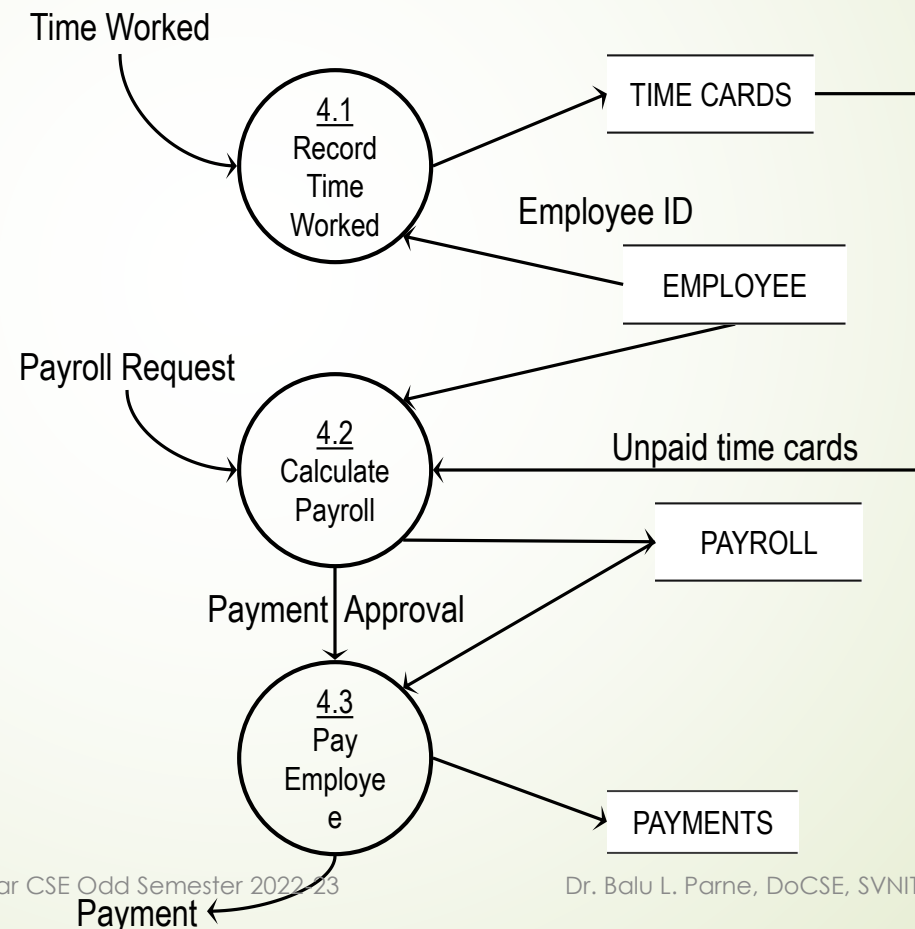 Time Worked
TIME CARDS
4.1
Record
Time
Worked
Employee ID
EMPLOYEE
Payroll Request
4.2
Calculate
Payroll
Unpaid time cards
PAYROLL
Payment Approval
4.3
Pay
Employe
e
PAYMENTS
ar CSE Odd Semester 2022-23
Dr. Balu L. Parne, DoCSE, SVNIT
Payment